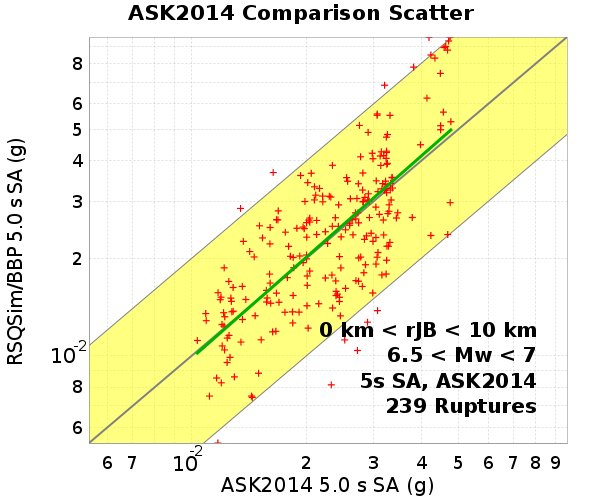 ASK2014 Comparison Scatter
RSQSim/BBP 5.0 s SA (g)
8
6
5
4
3
2
10-2
8
6
0 km < rJB < 10 km
6.5 < Mw < 7
5s SA, ASK2014
239 Ruptures
6 7 10-2 2 3 4 5 6 7 8 9
ASK2014 5.0 s SA (g)